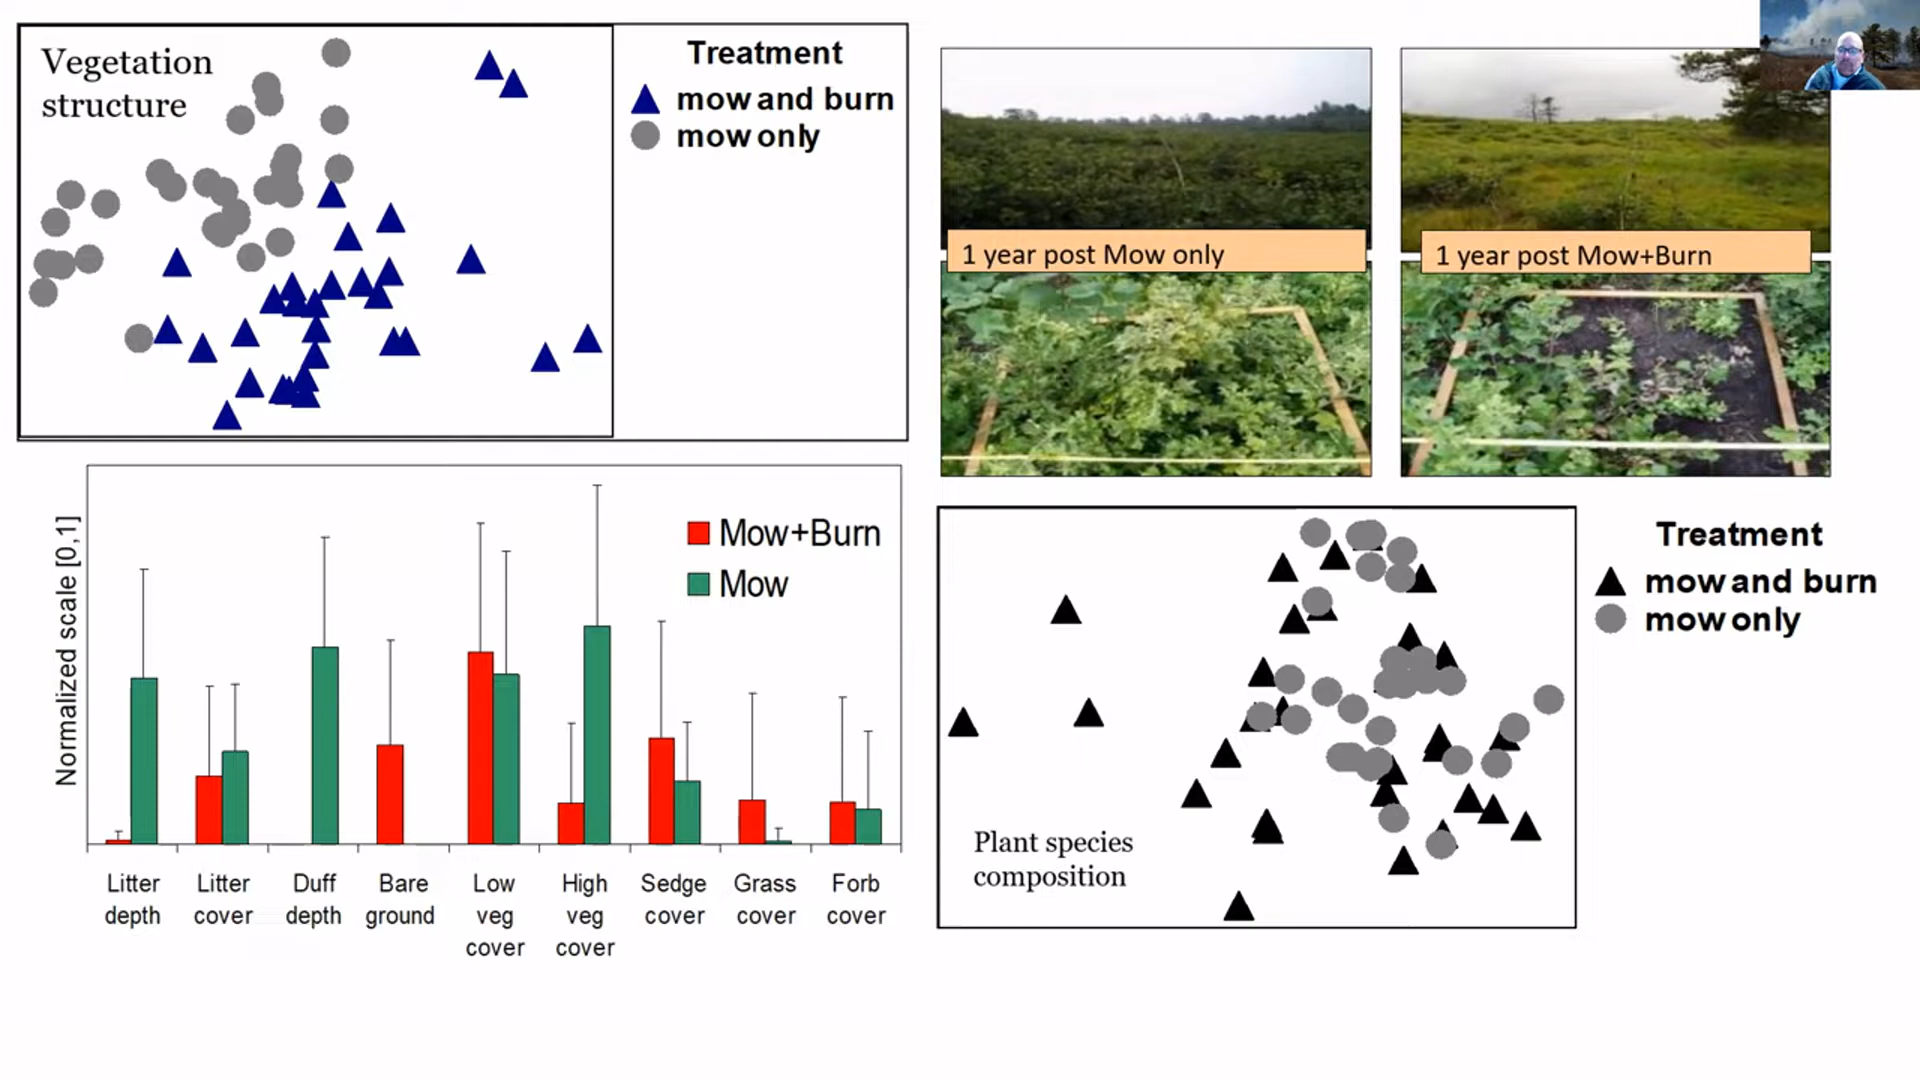 Vegetation
structure
Treatment
mow and burn
mow only
1 year post Mow only
1 year post Mow+Burn
Normalized scale [0,1]
Mow+Burn
Mow
Litter
depth
Litter
cover
Duff
depth
Bare
ground
Low
veg
cover
High
veg
cover
Sedge
cover
Grass
cover
Forb
cover
Plant species
composition
Treatment
mow and burn
mow only